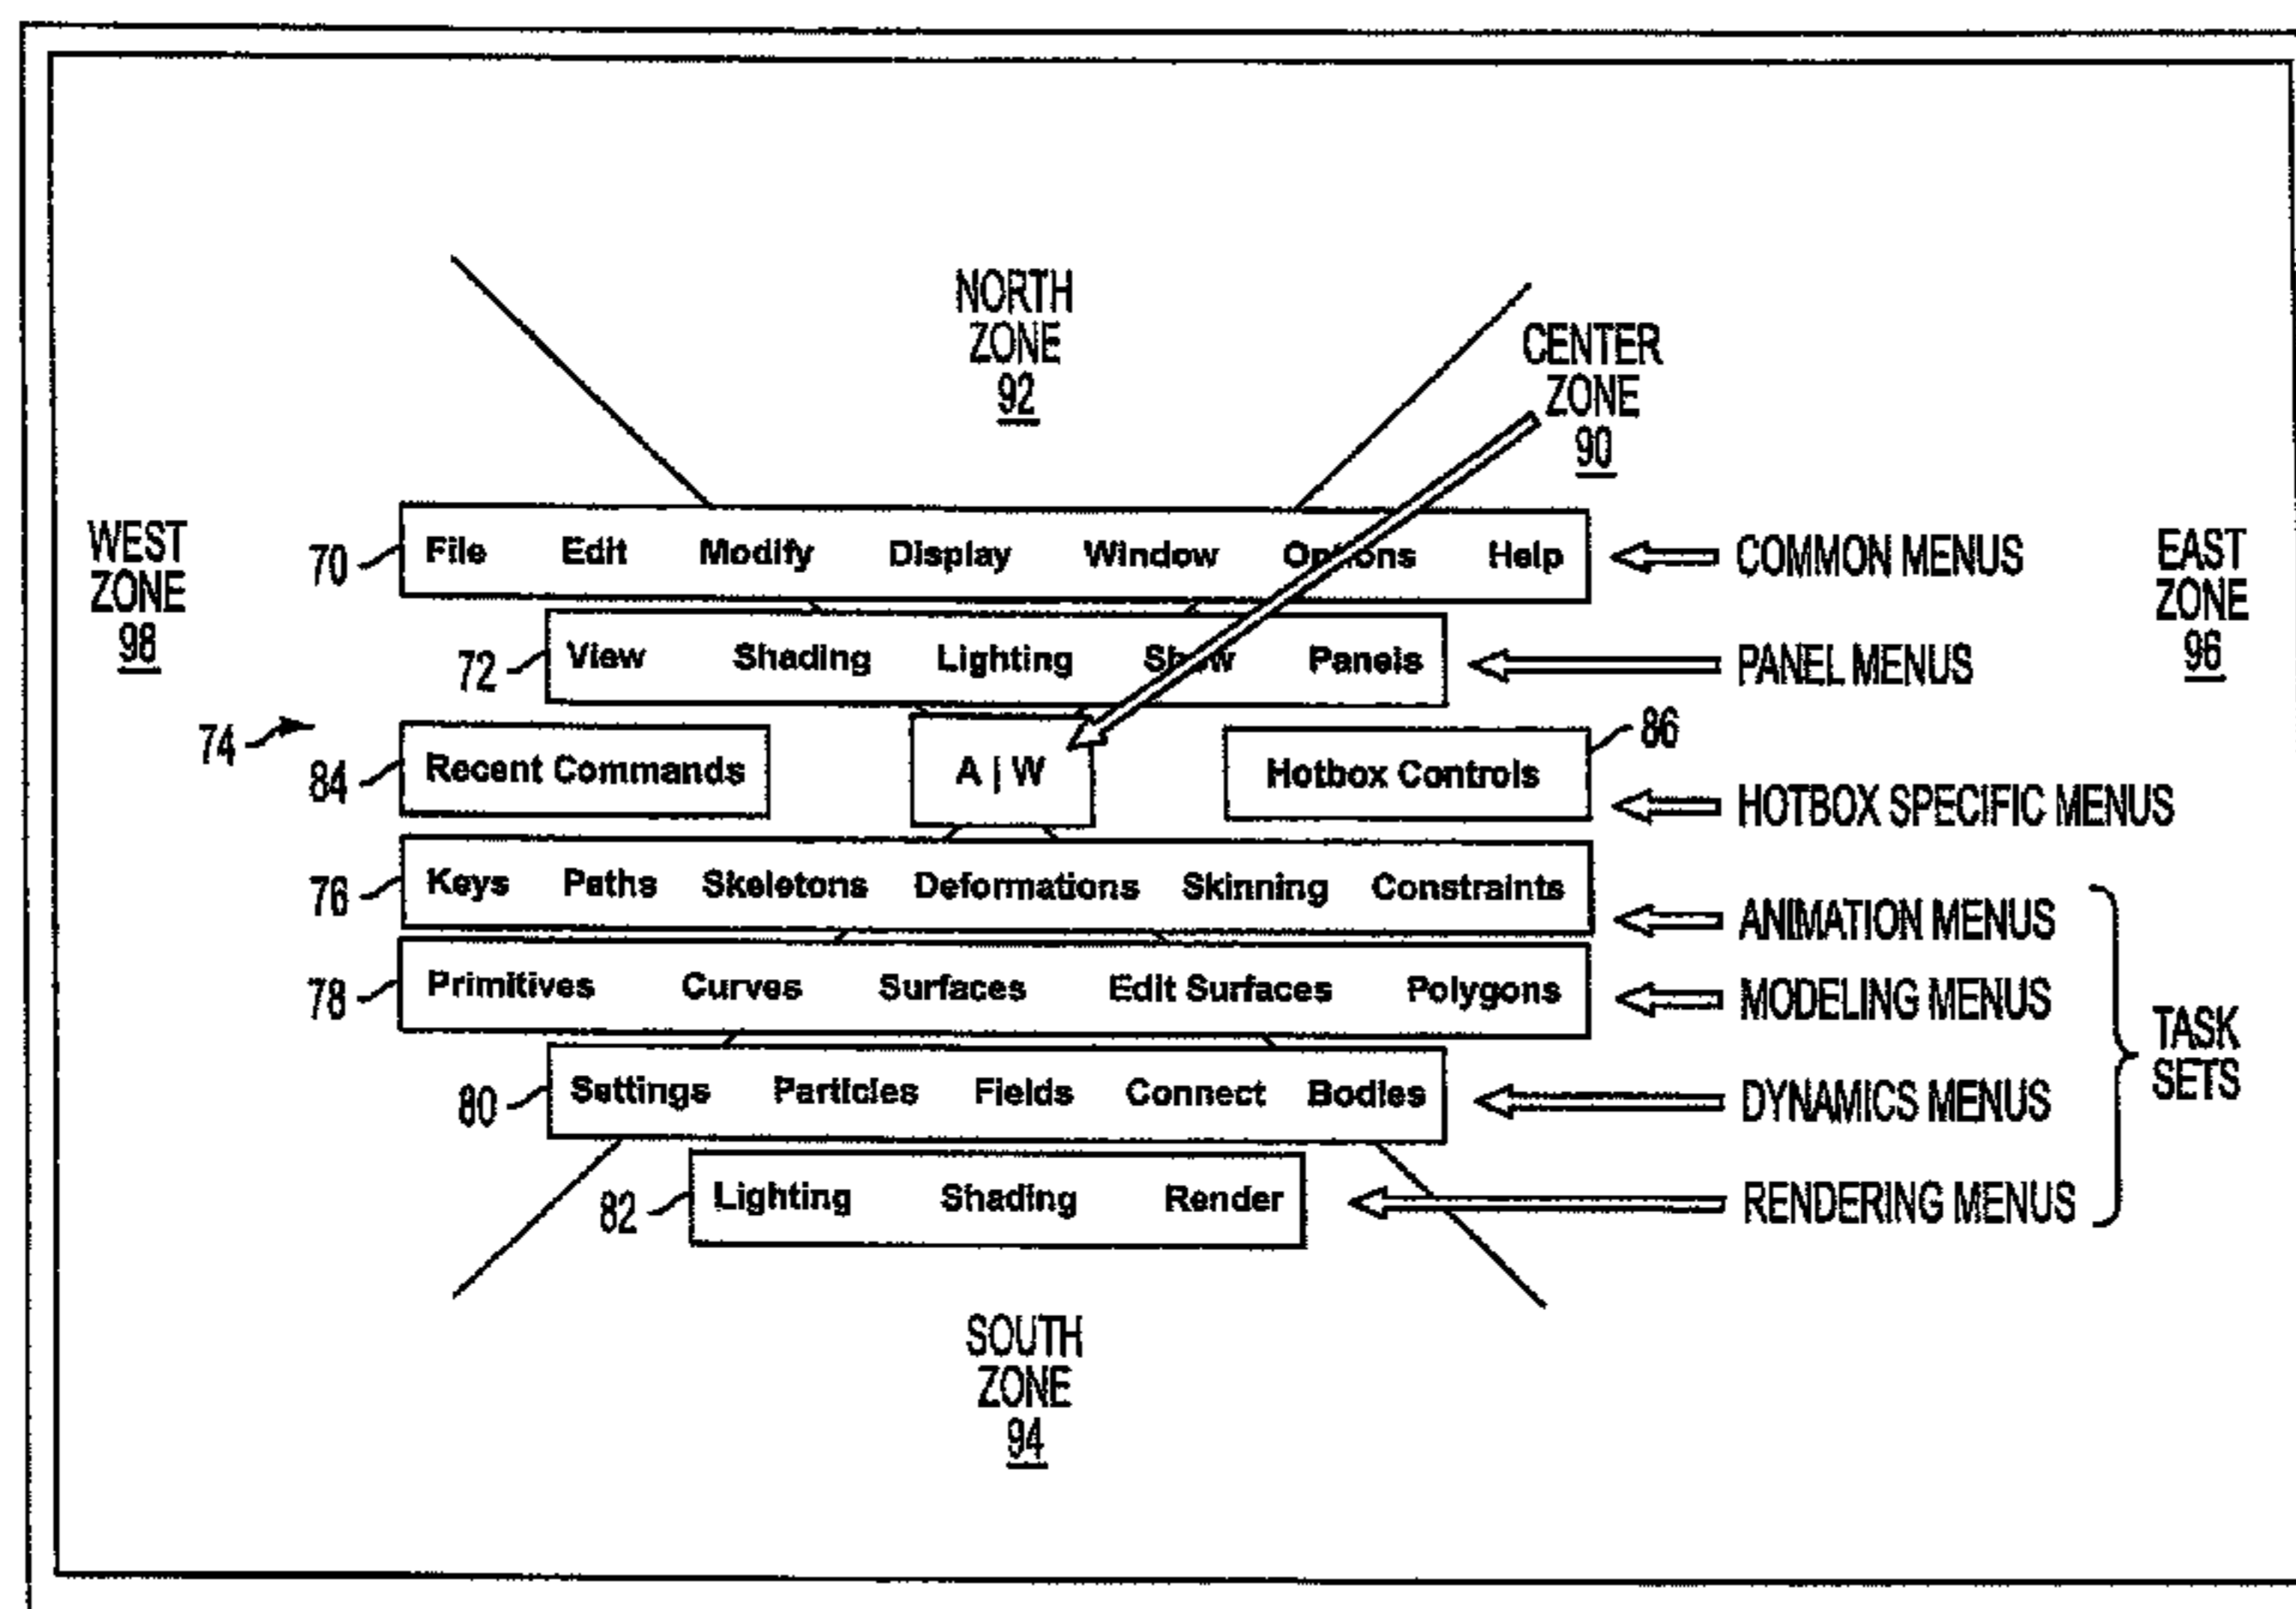 NORTH
ZONE
92
CENTER
ZONE
90
WEST
ZONE
98
EAST
ZONE
96
70 File Edit Modify Display Window Options Help COMMON MENUS
72 View Shading Lighting Show Panels PANEL MENUS
74
84 Recent Commands A | W Hotbox Controls 86
HOTBOX SPECIFIC MENUS
76 Keys Paths Skeletons Deformations Skinning Constraints ANIMATION MENUS
78 Primitives Curves Surfaces Edit Surfaces Polygons MODELING MENUS
TASK
SETS
80 Settings Particles Fields Connect Bodies DYNAMICS MENUS
82 Lighting Shading Render RENDERING MENUS
SOUTH
ZONE
94